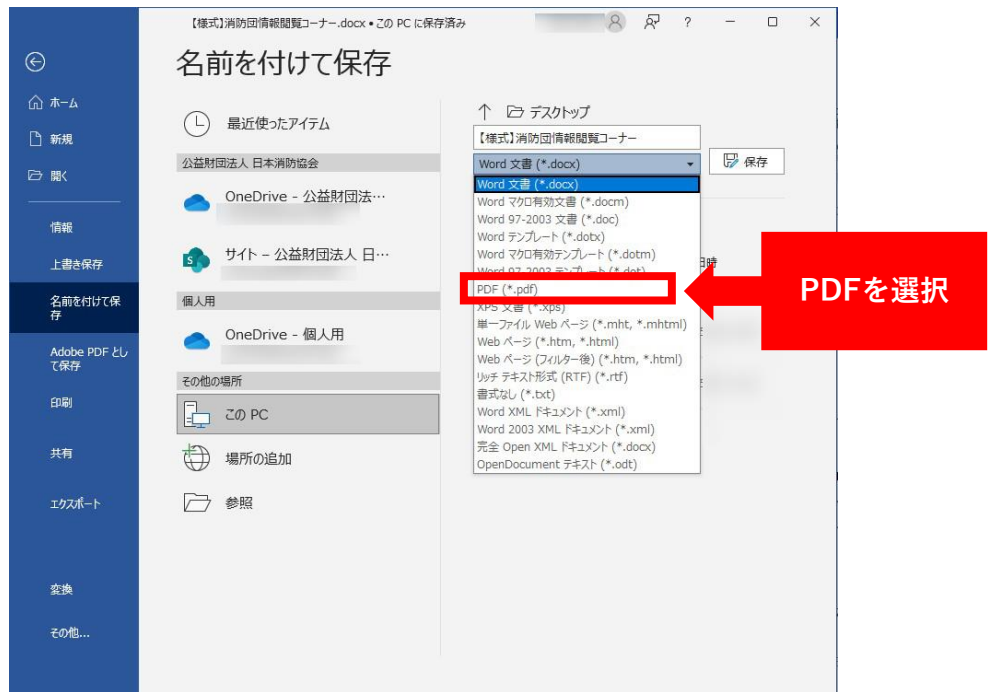 【様式】消防団情報閲覧コーナー.docx • この PC に保存済み
?
名前を付けて保存
ホーム
新規
開く
情報
上書き保存
名前を付けて保
存
Adobe PDF とし
て保存
印刷
共有
エクスポート
変換
その他...
最近使ったアイテム
公益財団法人 日本消防協会
OneDrive - 公益財団法…
サイト – 公益財団法人 日…
個人用
OneDrive - 個人用
その他の場所
この PC
場所の追加
参照
デスクトップ
【様式】消防団情報閲覧コーナー
Word 文書 (*.docx)
保存
Word 文書 (*.docx)
Word マクロ有効文書 (*.docm)
Word 97-2003 文書 (*.doc)
Word テンプレート (*.dotx)
Word マクロ有効テンプレート (*.dotm)
Word 97-2003 テンプレート (*.dot)
PDF (*.pdf)
XPS 文書 (*.xps)
単一ファイル Web ページ (*.mht, *.mhtml)
Web ページ (*.htm, *.html)
Web ページ (フィルター後) (*.htm, *.html)
リッチ テキスト形式 (RTF) (*.rtf)
書式なし (*.txt)
Word XML ドキュメント (*.xml)
Word 2003 XML ドキュメント (*.xml)
完全 Open XML ドキュメント (*.docx)
OpenDocument テキスト (*.odt)
PDFを選択